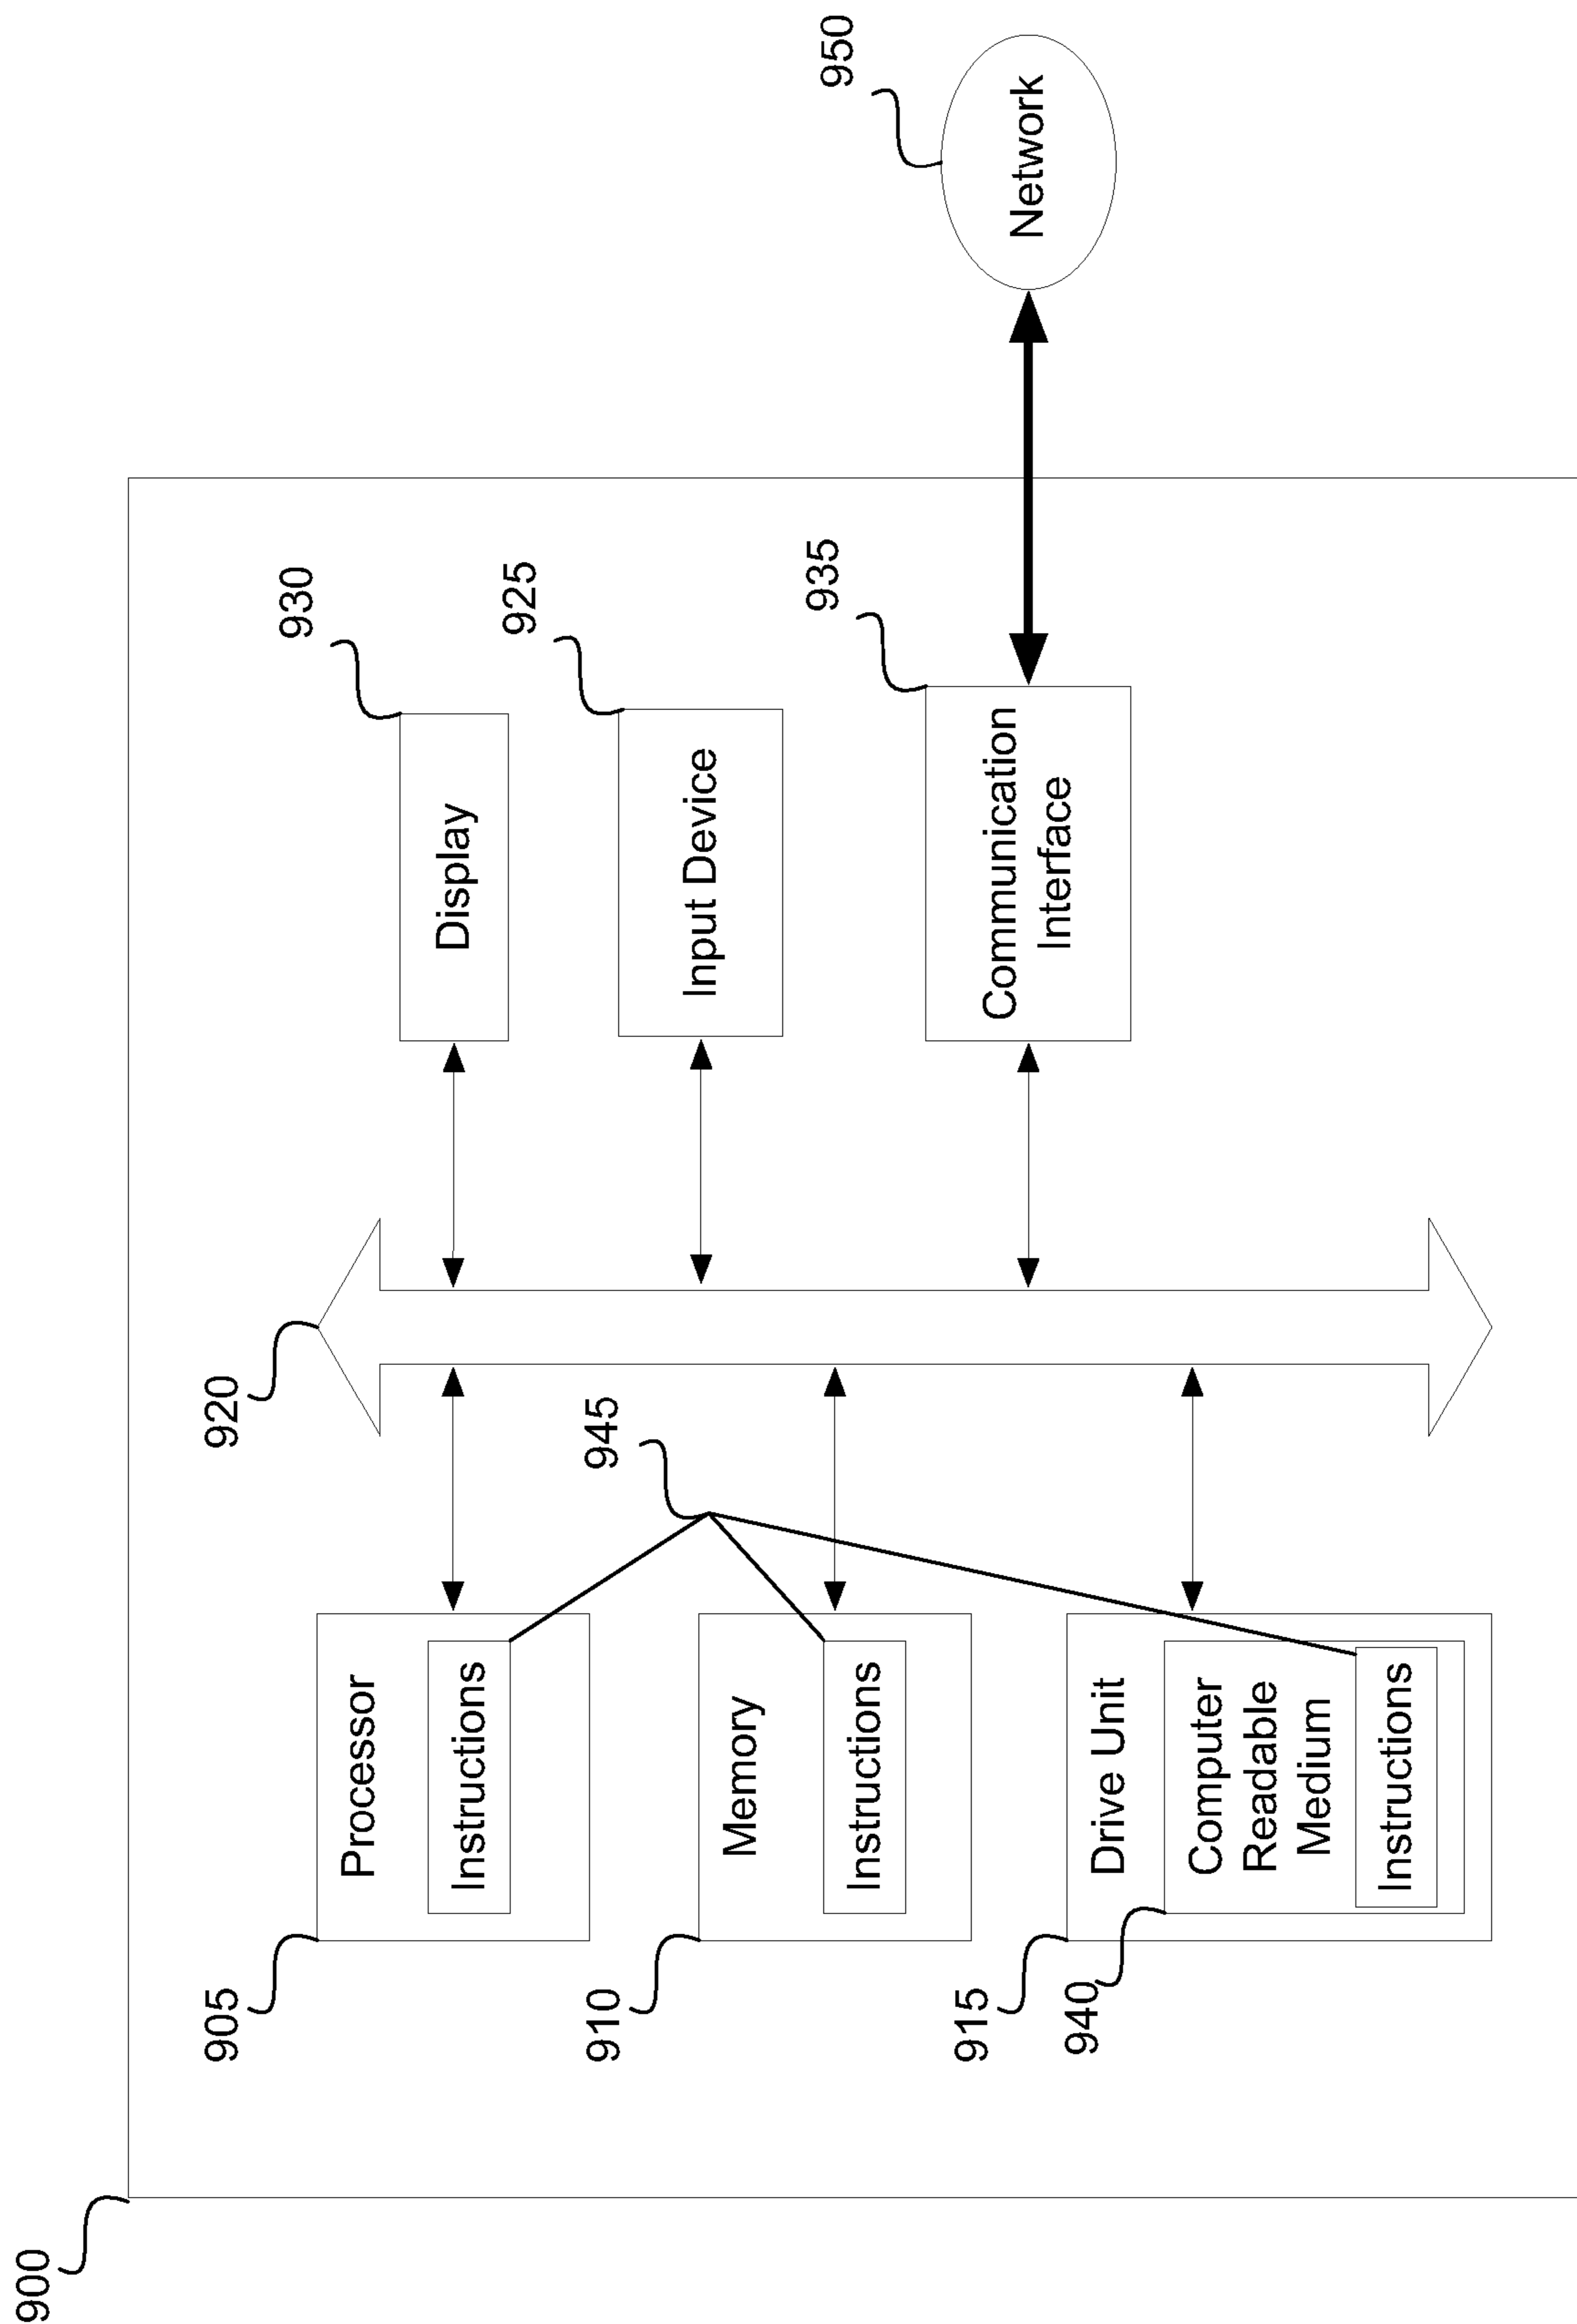 900
905
Processor
Instructions
920
930
Display
945
925
Input Device
910
Memory
Instructions
935
Communication
Interface
950
Network
915
Drive Unit
940
Computer
Readable
Medium
Instructions